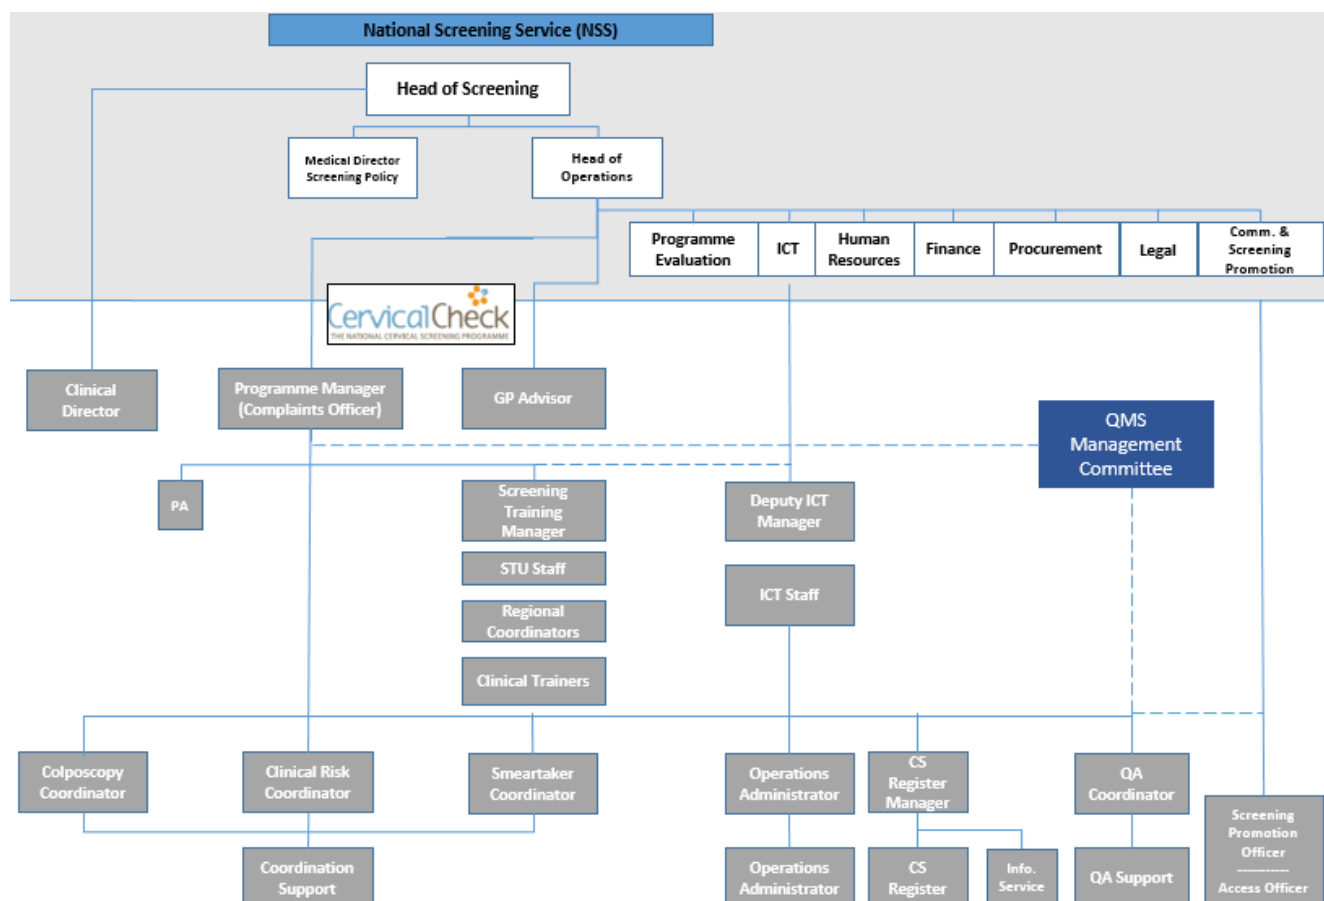 National Screening Service (NSS)
Head of Screening
Medical Director
Screening Policy
Head of
Operations
Programme
Evaluation
ICT
Human
Resources
Finance
Procurement
Legal
Comm. &
Screening
Promotion
CervicalCheck
THE NATIONAL CERVICAL SCREENING PROGRAMME
Clinical
Director
Programme Manager
(Complaints Officer)
GP Advisor
QMS
Management
Committee
PA
Screening
Training
Manager
Deputy ICT
Manager
STU Staff
ICT Staff
Regional
Coordinators
Clinical Trainers
Colposcopy
Coordinator
Clinical Risk
Coordinator
Smeartaker
Coordinator
Operations
Administrator
CS
Register
Manager
QA
Coordinator
Screening
Promotion
Officer
-----------
Access Officer
Coordination
Support
Operations
Administrator
CS
Register
Info.
Service
QA Support